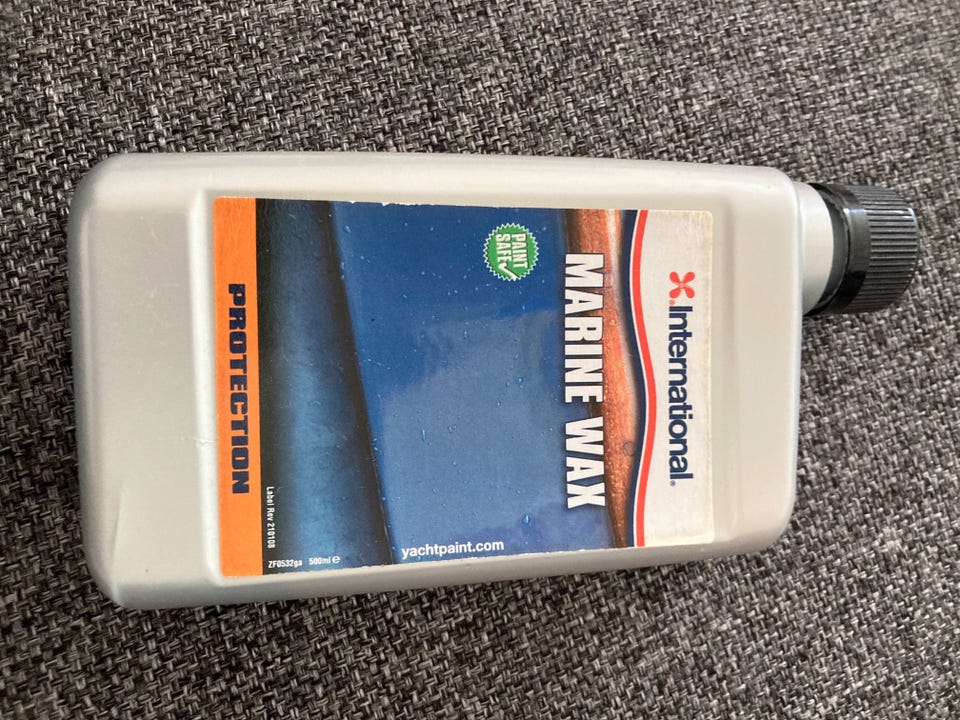 International®
MARINE WAX
PAINT
SAFE
yachtpaint.com
Label Rev 210108
ZF0532ga 500ml ℮
PROTECTION